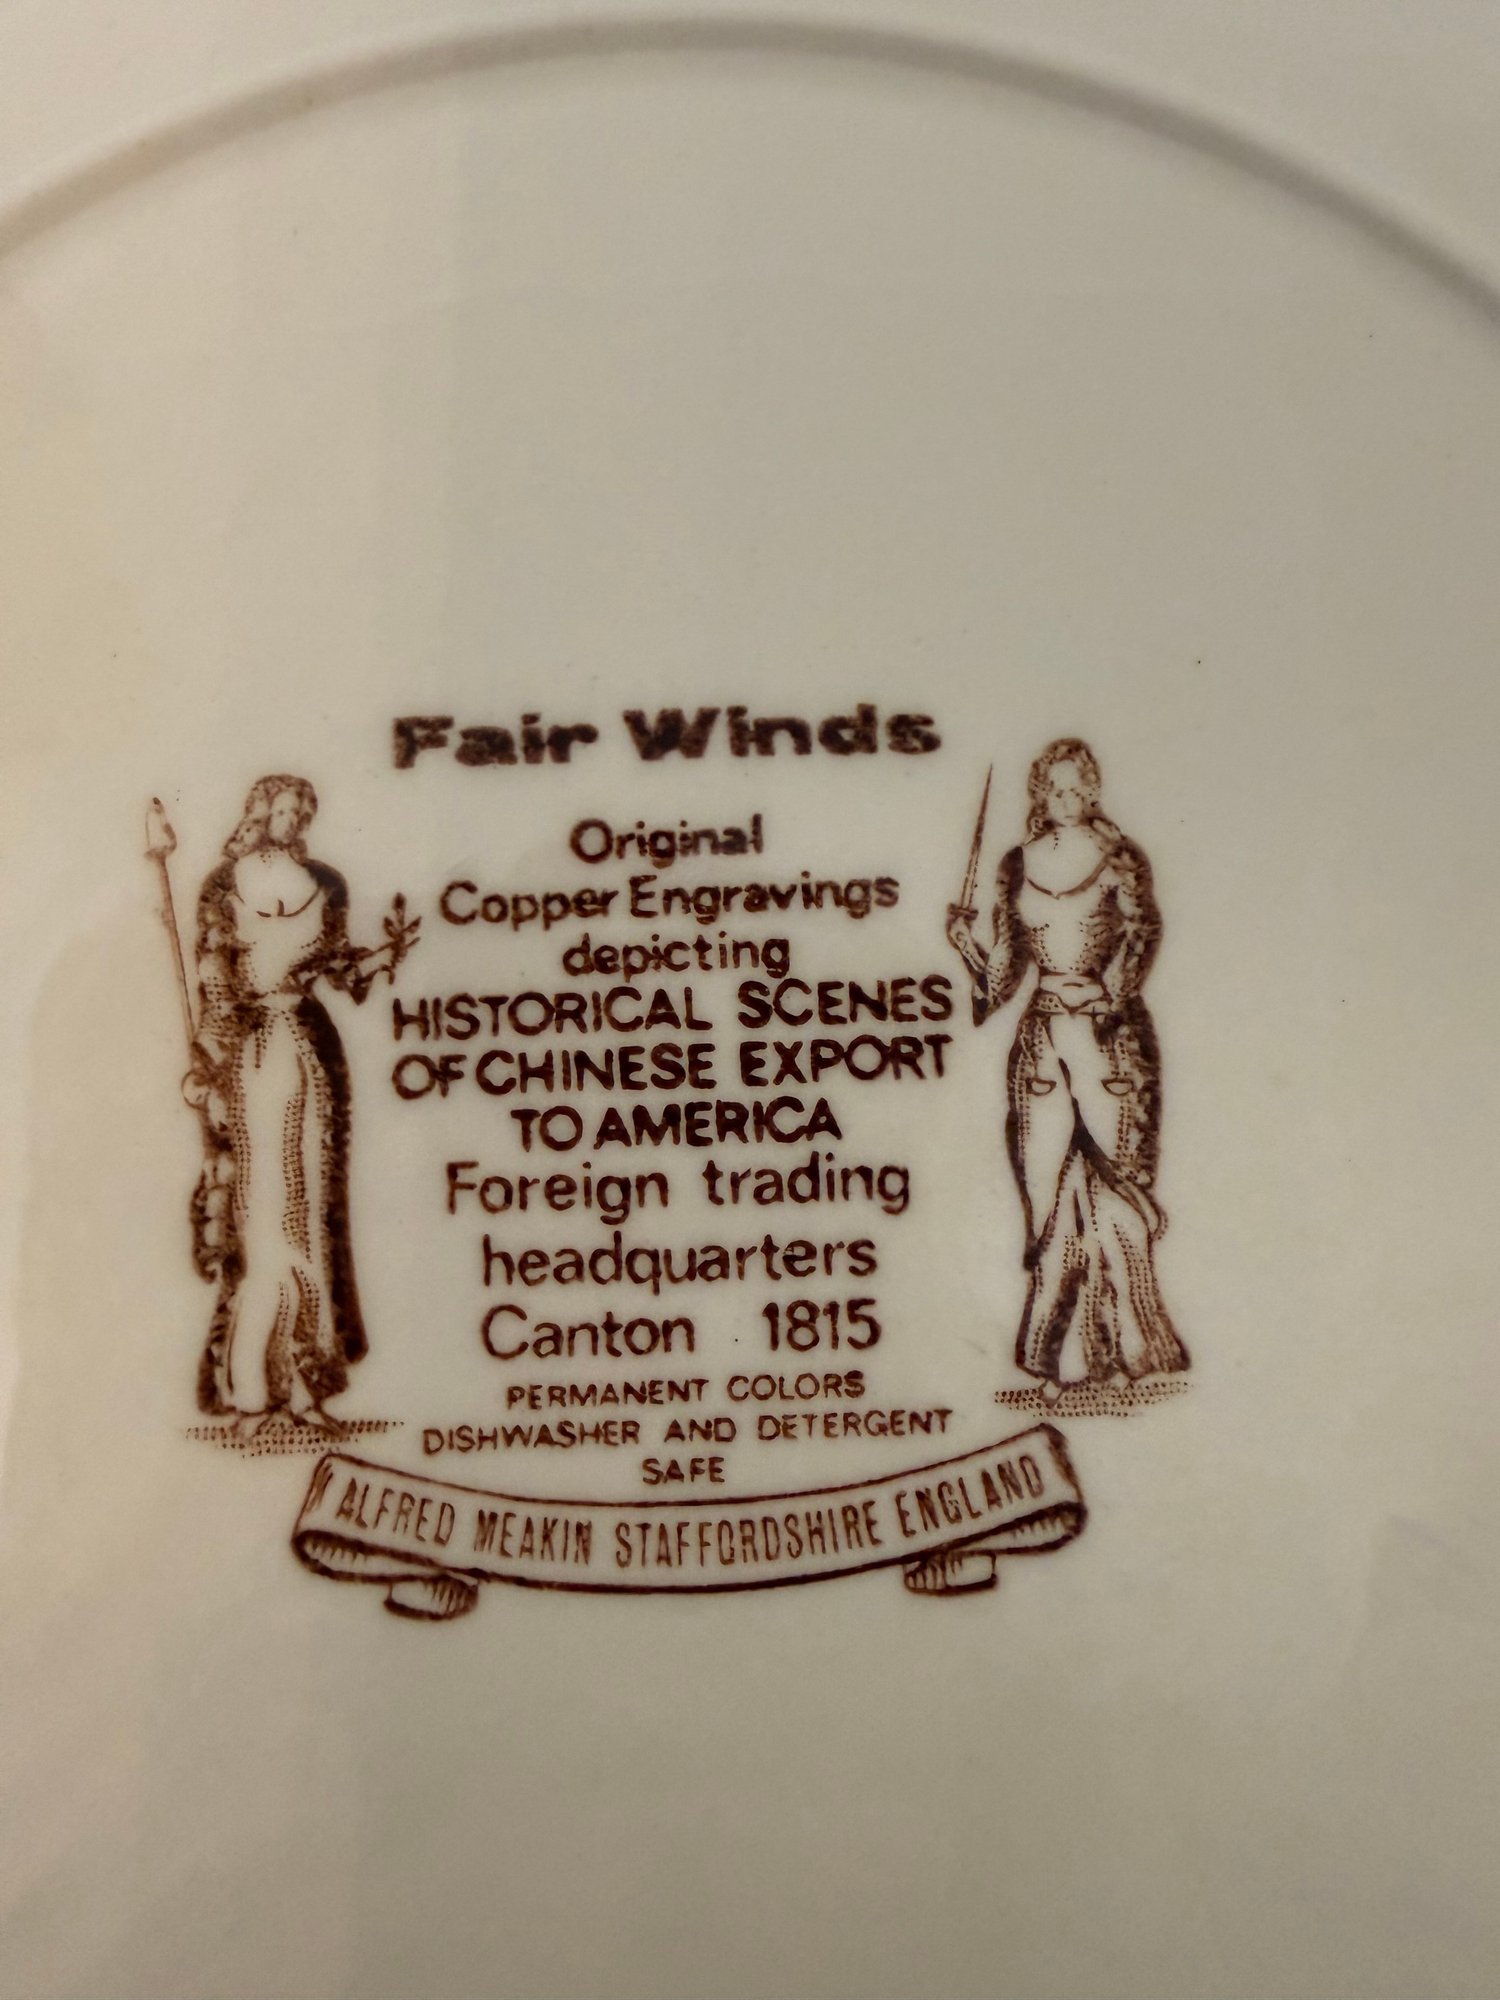 Fair Winds
Original
Copper Engravings
depicting
HISTORICAL SCENES
OF CHINESE EXPORT
TO AMERICA
Foreign trading
headquarters
Canton 1815
PERMANENT COLORS
DISHWASHER AND DETERGENT
SAFE
ALFRED MEAKIN STAFFORDSHIRE ENGLAND